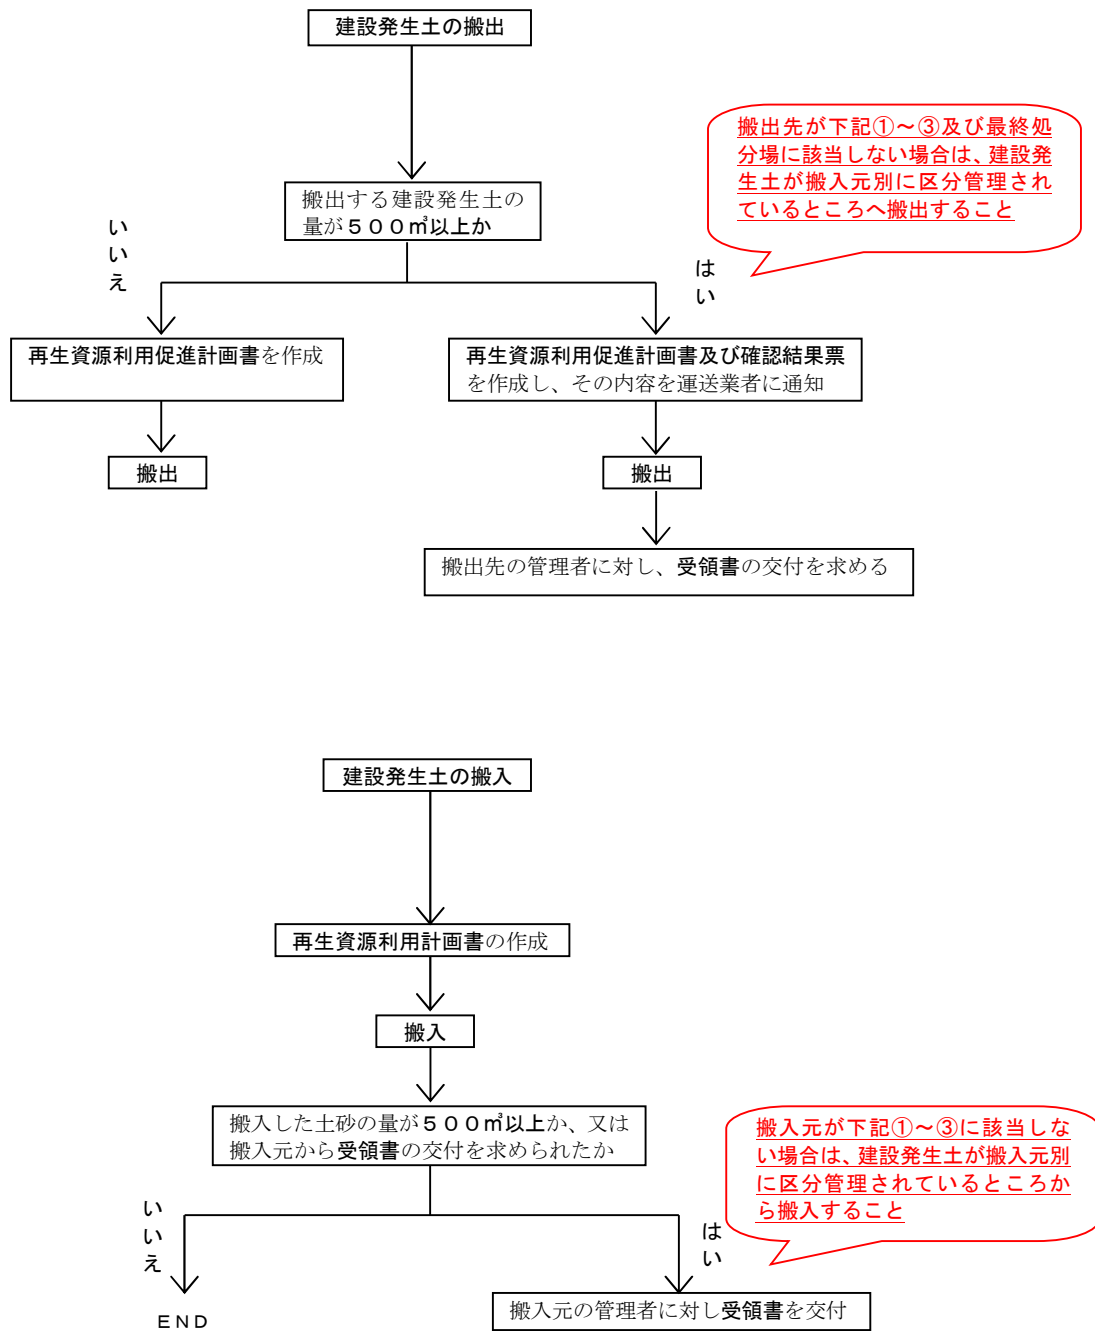 建設発生土の搬出
搬出先が下記①～③及び最終処
分場に該当しない場合は、建設発
生土が搬入元別に区分管理され
ているところへ搬出すること
搬出する建設発生土の
量が５００㎥以上か
いいえ
はい
再生資源利用促進計画書を作成
再生資源利用促進計画書及び確認結果票
を作成し、その内容を運送業者に通知
搬出
搬出
搬出先の管理者に対し、受領書の交付を求める
建設発生土の搬入
再生資源利用計画書の作成
搬入
搬入した土砂の量が５００㎥以上か、又は
搬入元から受領書の交付を求められたか
搬入元が下記①～③に該当しな
い場合は、建設発生土が搬入元別
に区分管理されているところか
ら搬入すること
いいえ
はい
ＥＮＤ
搬入元の管理者に対し受領書を交付